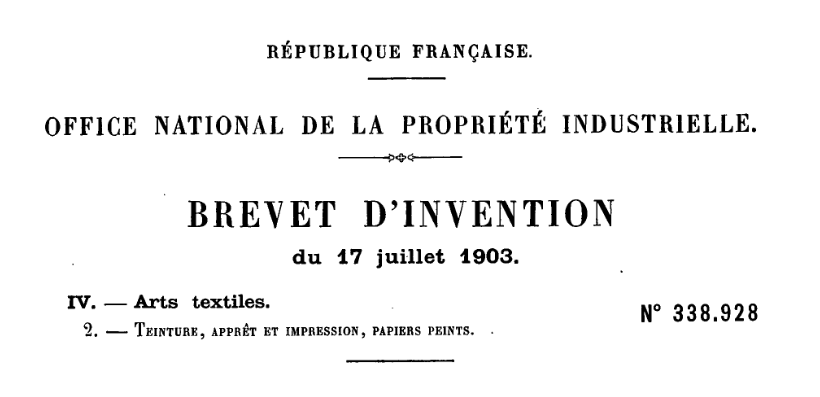 RÉPUBLIQUE FRANÇAISE.
OFFICE NATIONAL DE LA PROPRIÉTÉ INDUSTRIELLE.
BREVET D'INVENTION
du 17 juillet 1903.
IV. — Arts textiles.
N° 338.928
2. — TEINTURE, APPRÊT ET IMPRESSION, PAPIERS PEINTS.